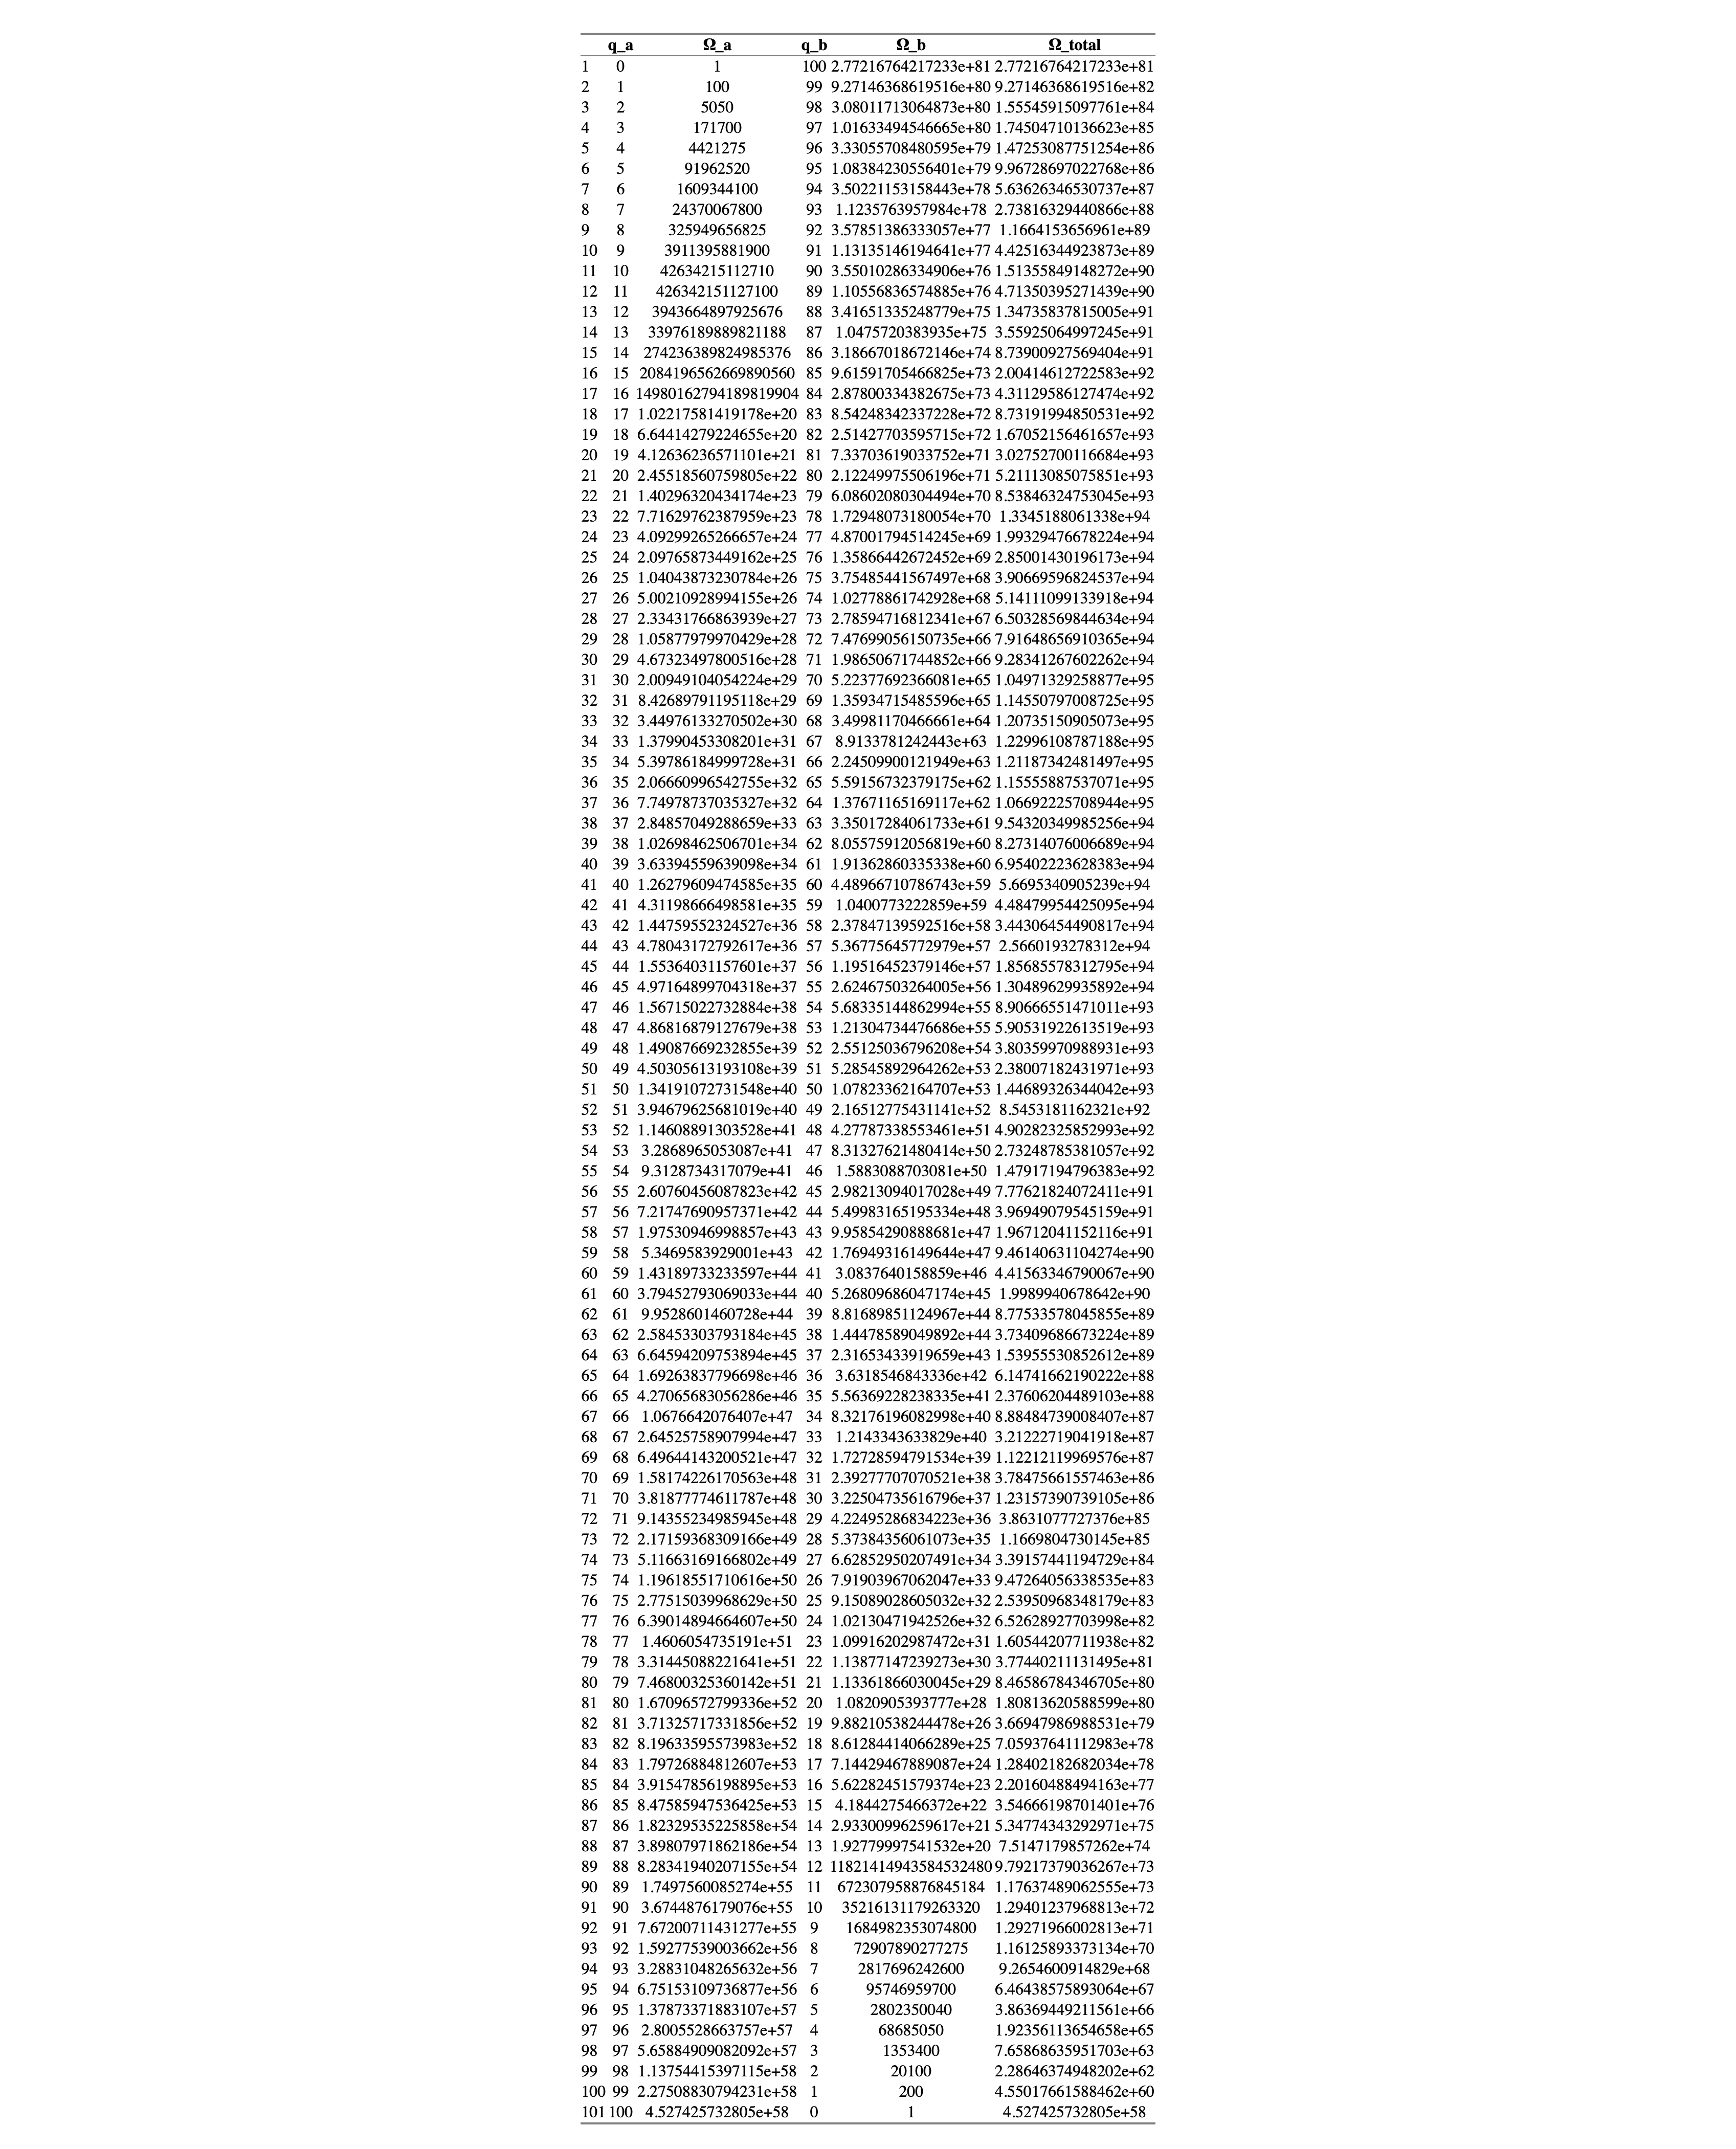 q_a Ω_a q_b Ω_b Ω_total
1 0 1 100 2.77216764217233e+81 2.77216764217233e+81
2 1 100 99 9.27146368619516e+80 9.27146368619516e+82
3 2 5050 98 3.08011713064873e+80 1.55545915097761e+84
4 3 171700 97 1.01633494546665e+80 1.74504710136623e+85
5 4 4421275 96 3.33055708480595e+79 1.47253087751254e+86
6 5 91962520 95 1.08384230556401e+79 9.96728697022768e+86
7 6 1609344100 94 3.50221153158443e+78 5.63626346530737e+87
8 7 24370067800 93 1.1235763957984e+78 2.73816329440866e+88
9 8 325949656825 92 3.57851386333057e+77 1.1664153656961e+89
10 9 3911395881900 91 1.13135146194641e+77 4.42516344923873e+89
11 10 42634215112710 90 3.55010286334906e+76 1.51355849148272e+90
12 11 426342151127100 89 1.10556836574885e+76 4.71350395271439e+90
13 12 3943664897925676 88 3.41651335248779e+75 1.34735837815005e+91
14 13 33976189889821188 87 1.0475720383935e+75 3.55925064997245e+91
15 14 274236389824985376 86 3.18667018672146e+74 8.73900927569404e+91
16 15 2084196562669890560 85 9.61591705466825e+73 2.00414612722583e+92
17 16 14980162794189819904 84 2.87800334382675e+73 4.31129586127474e+92
18 17 1.02217581419178e+20 83 8.54248342337228e+72 8.73191994850531e+92
19 18 6.64414279224655e+20 82 2.51427703595715e+72 1.67052156461657e+93
20 19 4.12636236571101e+21 81 7.33703619033752e+71 3.02752700116684e+93
21 20 2.45518560759805e+22 80 2.12249975506196e+71 5.21113085075851e+93
22 21 1.40296320434174e+23 79 6.08602080304494e+70 8.53846324753045e+93
23 22 7.71629762387959e+23 78 1.72948073180054e+70 1.3345188061338e+94
24 23 4.09299265266657e+24 77 4.87001794514245e+69 1.99329476678224e+94
25 24 2.09765873449162e+25 76 1.35866442672452e+69 2.85001430196173e+94
26 25 1.04043873230784e+26 75 3.75485441567497e+68 3.90669596824537e+94
27 26 5.00210928994155e+26 74 1.02778861742928e+68 5.14111099133918e+94
28 27 2.33431766863939e+27 73 2.78594716812341e+67 6.50328569844634e+94
29 28 1.05877979970429e+28 72 7.47699056150735e+66 7.91648656910365e+94
30 29 4.67323497800516e+28 71 1.98650671744852e+66 9.28341267602262e+94
31 30 2.00949104054224e+29 70 5.22377692366081e+65 1.04971329258877e+95
32 31 8.42689791195118e+29 69 1.35934715485596e+65 1.14550797008725e+95
33 32 3.44976133270502e+30 68 3.49981170466661e+64 1.20735150905073e+95
34 33 1.37990453308201e+31 67 8.9133781242443e+63 1.22996108787188e+95
35 34 5.39786184999728e+31 66 2.24509900121949e+63 1.21187342481497e+95
36 35 2.06660996542755e+32 65 5.59156732379175e+62 1.15555887537071e+95
37 36 7.74978737035327e+32 64 1.37671165169117e+62 1.06692225708944e+95
38 37 2.84857049288659e+33 63 3.35017284061733e+61 9.54320349985256e+94
39 38 1.02698462506701e+34 62 8.0557591205​6819e+60 8.27314076006689e+94
40 39 3.63394559639098e+34 61 1.91362860335338e+60 6.95402223628383e+94
41 40 1.26279609474585e+35 60 4.48966710786743e+59 5.6695340905239e+94
42 41 4.31198666498581e+35 59 1.0400773222859e+59 4.48479954425095e+94
43 42 1.44759552324527e+36 58 2.37847139592516e+58 3.44306454490817e+94
44 43 4.78043172792617e+36 57 5.36775645772979e+57 2.5660193278312e+94
45 44 1.55364031157601e+37 56 1.19516452379146e+57 1.85685578312795e+94
46 45 4.97164899704318e+37 55 2.62467503264005e+56 1.30489629935892e+94
47 46 1.56715022732884e+38 54 5.68335144862994e+55 8.90666551471011e+93
48 47 4.86816879127679e+38 53 1.21304734476686e+55 5.90531922613519e+93
49 48 1.49087669232855e+39 52 2.55125036796208e+54 3.80359970988931e+93
50 49 4.50305613193108e+39 51 5.28545892964262e+53 2.38007182431971e+93
51 50 1.34191072731548e+40 50 1.07823362164707e+53 1.44689326344042e+93
52 51 3.94679625681019e+40 49 2.16512775431141e+52 8.5453181162321e+92
53 52 1.14608891303528e+41 48 4.27787338553461e+51 4.90282325852993e+92
54 53 3.2868965053087e+41 47 8.31327621480414e+50 2.73248785381057e+92
55 54 9.3128734317079e+41 46 1.5883088703081e+50 1.47917194796383e+92
56 55 2.60760456087823e+42 45 2.98213094017028e+49 7.77621824072411e+91
57 56 7.21747690957371e+42 44 5.49983165195334e+48 3.96949079545159e+91
58 57 1.97530946998857e+43 43 9.95854290888681e+47 1.96712041152116e+91
59 58 5.3469583929001e+43 42 1.76949316149644e+47 9.46140631104274e+90
60 59 1.43189733233597e+44 41 3.0837640158859e+46 4.41563346790067e+90
61 60 3.79452793069033e+44 40 5.26809686047174e+45 1.9989940678642e+90
62 61 9.9528601460728e+44 39 8.81689851124967e+44 8.77533578045855e+89
63 62 2.58453303793184e+45 38 1.44478589049892e+44 3.73409686673224e+89
64 63 6.64594209753894e+45 37 2.31653433919659e+43 1.53955530852612e+89
65 64 1.69263837796698e+46 36 3.6318546843336e+42 6.14741662190222e+88
66 65 4.27065683056286e+46 35 5.56369228238335e+41 2.37606204489103e+88
67 66 1.0676642076407e+47 34 8.32176196082998e+40 8.88484739008407e+87
68 67 2.64525758907994e+47 33 1.2143343633829e+40 3.21222719041918e+87
69 68 6.49644143200521e+47 32 1.72728594791534e+39 1.12212119969576e+87
70 69 1.58174226170563e+48 31 2.39277707070521e+38 3.78475661557463e+86
71 70 3.81877774611787e+48 30 3.22504735616796e+37 1.23157390739105e+86
72 71 9.14355234985945e+48 29 4.22495286834223e+36 3.8631077727376e+85
73 72 2.17159368309166e+49 28 5.37384356061073e+35 1.1669804730145e+85
74 73 5.11663169166802e+49 27 6.62852950207491e+34 3.39157441194729e+84
75 74 1.19618551710616e+50 26 7.91903967062047e+33 9.47264056338535e+83
76 75 2.77515039968629e+50 25 9.15089028605032e+32 2.53950968348179e+83
77 76 6.39014894664607e+50 24 1.02130471942526e+32 6.52628927703998e+82
78 77 1.4606054735191e+51 23 1.09916202987472e+31 1.60544207711938e+82
79 78 3.31445088221641e+51 22 1.13877147239273e+30 3.77440211131495e+81
80 79 7.46800325360142e+51 21 1.13361866030045e+29 8.46586784346705e+80
81 80 1.67096572799336e+52 20 1.0820905393777e+28 1.80813620588599e+80
82 81 3.71325717331856e+52 19 9.88210538244478e+26 3.66947986988531e+79
83 82 8.19633595573983e+52 18 8.61284414066289e+25 7.05937641112983e+78
84 83 1.79726884812607e+53 17 7.14429467889087e+24 1.28402182682034e+78
85 84 3.91547856198895e+53 16 5.62282451579374e+23 2.20160488494163e+77
86 85 8.47585947536425e+53 15 4.1844275466372e+22 3.54666198701401e+76
87 86 1.82329535225858e+54 14 2.93300996259617e+21 5.34774343292971e+75
88 87 3.89807971862186e+54 13 1.92779997541532e+20 7.5147179857262e+74
89 88 8.28341940207155e+54 12 11821414943584532480 9.79217379036267e+73
90 89 1.7497560085274e+55 11 672307958876845184 1.17637489062555e+73
91 90 3.6744876179076e+55 10 35216131179263320 1.29401237968813e+72
92 91 7.67200711431277e+55 9 1684982353074800 1.29271966002813e+71
93 92 1.59277539003662e+56 8 72907890277275 1.16125893373134e+70
94 93 3.28831048265632e+56 7 2817696242600 9.2654600914829e+68
95 94 6.75153109736877e+56 6 95746959700 6.46438575893064e+67
96 95 1.37873371883107e+57 5 2802350040 3.86369449211561e+66
97 96 2.8005528663757e+57 4 68685050 1.92356113654658e+65
98 97 5.65884909082092e+57 3 1353400 7.65868635951703e+63
99 98 1.13754415397115e+58 2 20100 2.28646374948202e+62
100 99 2.27508830794231e+58 1 200 4.55017661588462e+60
101 100 4.527425732805e+58 0 1 4.527425732805e+58